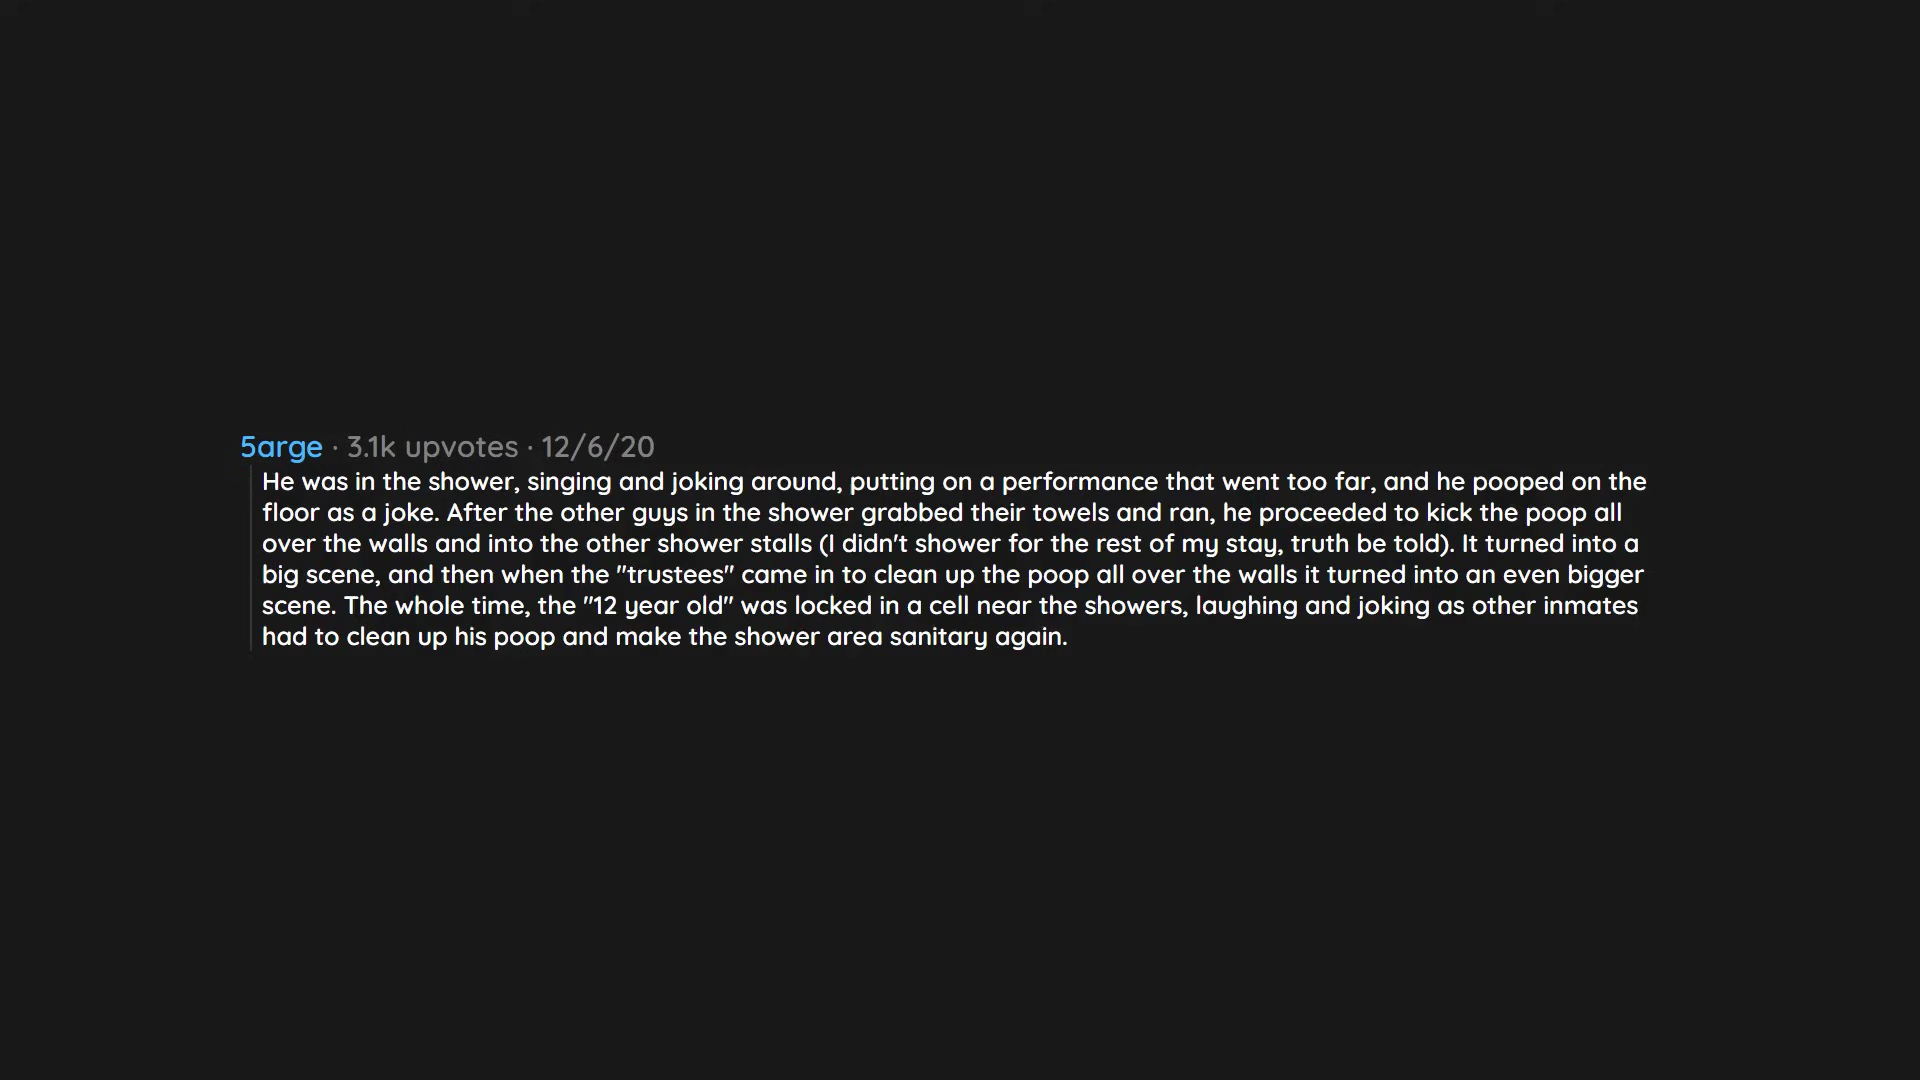 5arge · 3.1k upvotes · 12/6/20
He was in the shower, singing and joking around, putting on a performance that went too far, and he pooped on the
floor as a joke. After the other guys in the shower grabbed their towels and ran, he proceeded to kick the poop all
over the walls and into the other shower stalls (I didn't shower for the rest of my stay, truth be told). It turned into a
big scene, and then when the "trustees" came in to clean up the poop all over the walls it turned into an even bigger
scene. The whole time, the "12 year old" was locked in a cell near the showers, laughing and joking as other inmates
had to clean up his poop and make the shower area sanitary again.